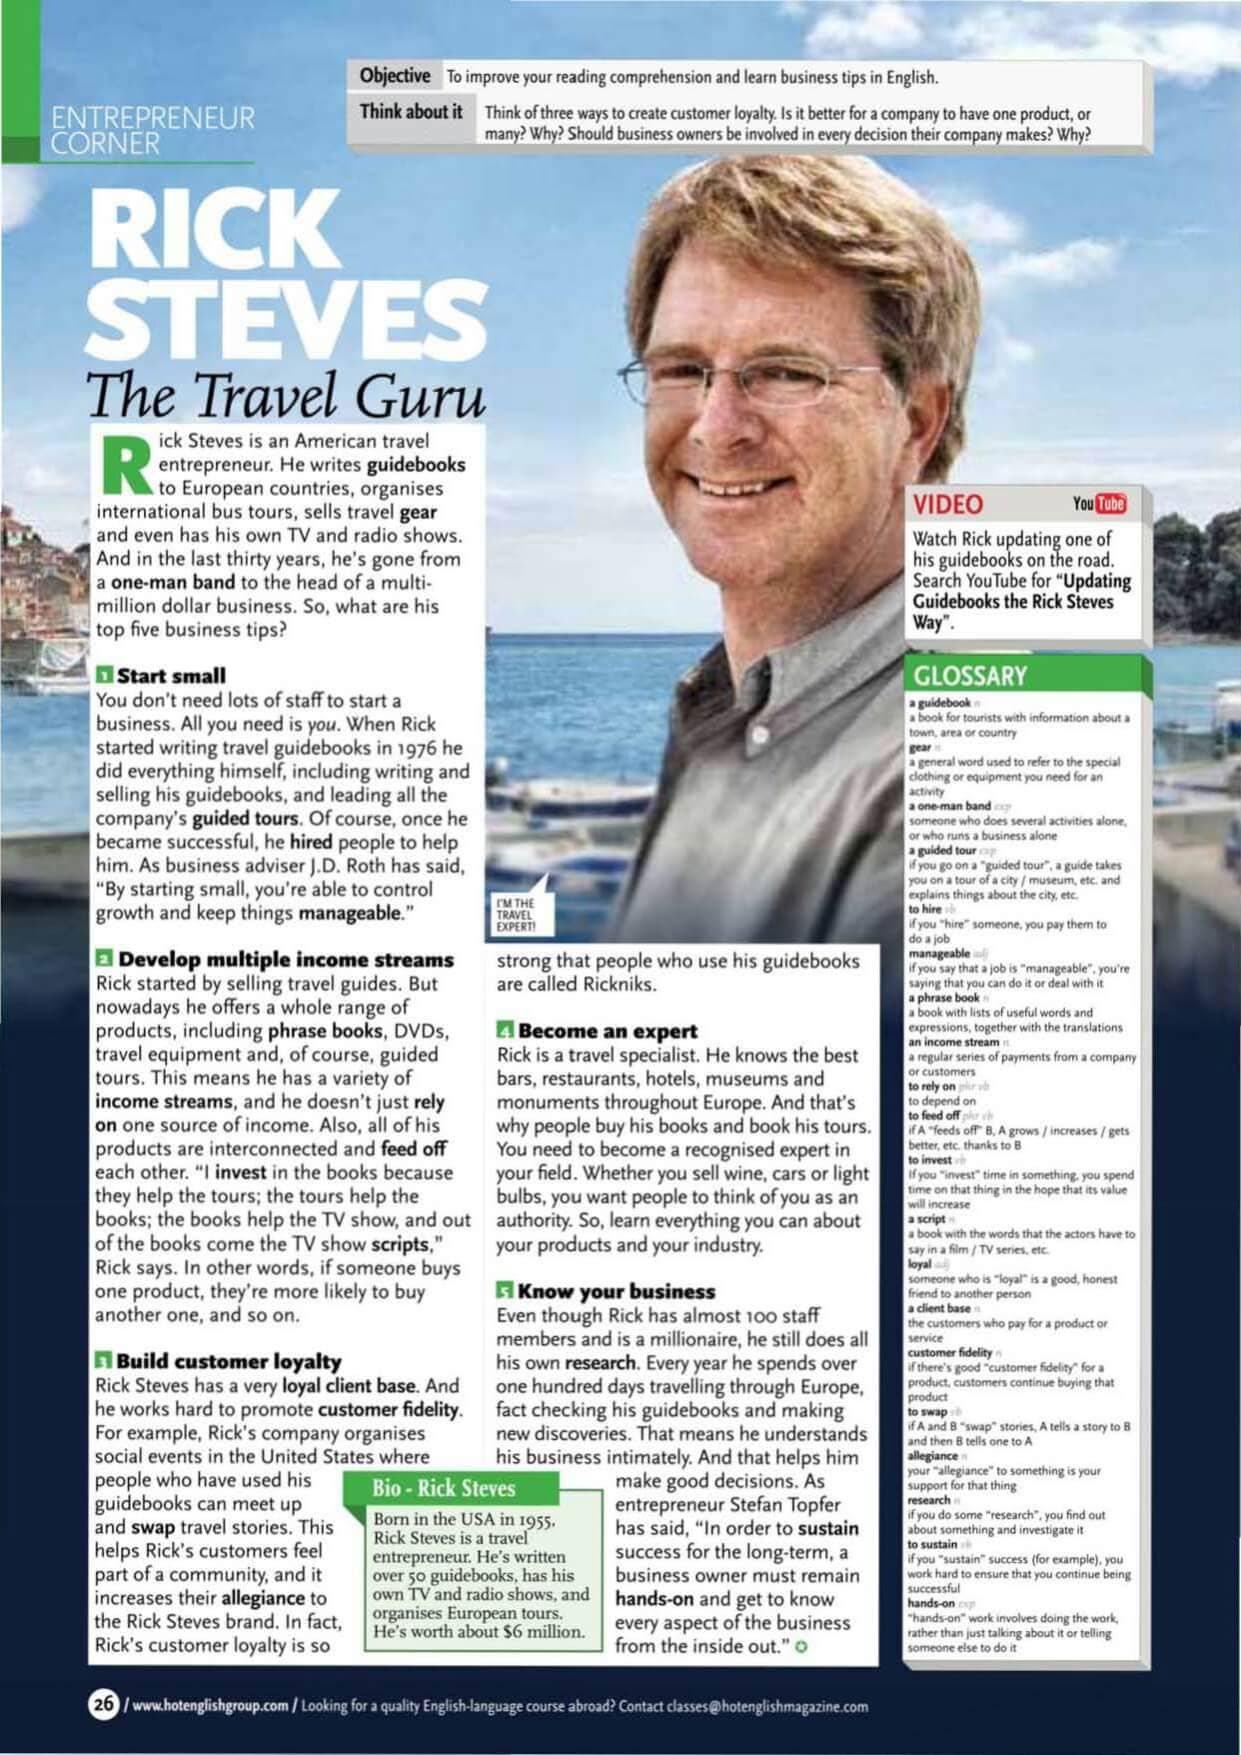 ENTREPRENEUR
CORNER
Objective To improve your reading comprehension and learn business tips in English.
Think about it Think of three ways to create customer loyalty. Is it better for a company to have one product, or
many? Why? Should business owners be involved in every decision their company makes? Why?
RICK
STEVES
The Travel Guru
Rick Steves is an American travel
entrepreneur. He writes guidebooks
to European countries, organises
international bus tours, sells travel gear
and even has his own TV and radio shows.
And in the last thirty years, he's gone from
a one-man band to the head of a multi-
million dollar business. So, what are his
top five business tips?
1 Start small
You don't need lots of staff to start a
business. All you need is you. When Rick
started writing travel guidebooks in 1976 he
did everything himself, including writing and
selling his guidebooks, and leading all the
company's guided tours. Of course, once he
became successful, he hired people to help
him. As business adviser J.D. Roth has said,
"By starting small, you're able to control
growth and keep things manageable."
2 Develop multiple income streams
Rick started by selling travel guides. But
nowadays he offers a whole range of
products, including phrase books, DVDs,
travel equipment and, of course, guided
tours. This means he has a variety of
income streams, and he doesn't just rely
on one source of income. Also, all of his
products are interconnected and feed off
each other. "I invest in the books because
they help the tours; the tours help the
books; the books help the TV show, and out
of the books come the TV show scripts,"
Rick says. In other words, if someone buys
one product, they're more likely to buy
another one, and so on.
3 Build customer loyalty
Rick Steves has a very loyal client base. And
he works hard to promote customer fidelity.
For example, Rick's company organises
social events in the United States where
people who have used his
guidebooks can meet up
and swap travel stories. This
helps Rick's customers feel
part of a community, and it
increases their allegiance to
the Rick Steves brand. In fact,
Rick's customer loyalty is so
I'M THE
TRAVEL
EXPERT!
strong that people who use his guidebooks
are called Rickniks.
4 Become an expert
Rick is a travel specialist. He knows the best
bars, restaurants, hotels, museums and
monuments throughout Europe. And that's
why people buy his books and book his tours.
You need to become a recognised expert in
your field. Whether you sell wine, cars or light
bulbs, you want people to think of you as an
authority. So, learn everything you can about
your products and your industry.
5 Know your business
Even though Rick has almost 100 staff
members and is a millionaire, he still does all
his own research. Every year he spends over
one hundred days travelling through Europe,
fact checking his guidebooks and making
new discoveries. That means he understands
his business intimately. And that helps him
make good decisions. As
entrepreneur Stefan Topfer
has said, "In order to sustain
success for the long-term, a
business owner must remain
hands-on and get to know
every aspect of the business
from the inside out."
Bio - Rick Steves
Born in the USA in 1955,
Rick Steves is a travel
entrepreneur. He's written
over 50 guidebooks, has his
own TV and radio shows, and
organises European tours.
He's worth about $6 million.
VIDEO YouTube
Watch Rick updating one of
his guidebooks on the road.
Search YouTube for "Updating
Guidebooks the Rick Steves
Way".
GLOSSARY
a guidebook n
a book for tourists with information about a
town, area or country
gear n
a general word used to refer to the special
clothing or equipment you need for an
activity
a one-man band exp
someone who does several activities alone,
or who runs a business alone
a guided tour exp
if you go on a "guided tour", a guide takes
you on a tour of a city / museum, etc. and
explains things about the city, etc.
to hire vb
if you "hire" someone, you pay them to
do a job
manageable adj
if you say that a job is "manageable", you're
saying that you can do it or deal with it
a phrase book n
a book with lists of useful words and
expressions, together with the translations
an income stream n
a regular series of payments from a company
or customers
to rely on phr vb
to depend on
to feed off phr vb
if A "feeds off" B, A grows / increases / gets
better, etc. thanks to B
to invest vb
If you "invest" time in something, you spend
time on that thing in the hope that its value
will increase
a script n
a book with the words that the actors have to
say in a film / TV series, etc.
loyal adj
someone who is "loyal" is a good, honest
friend to another person
a client base n
the customers who pay for a product or
service
customer fidelity n
if there's good "customer fidelity" for a
product, customers continue buying that
product
to swap vb
if A and B "swap" stories, A tells a story to B
and then B tells one to A
allegiance n
your "allegiance" to something is your
support for that thing
research n
if you do some "research", you find out
about something and investigate it
to sustain vb
if you "sustain" success (for example), you
work hard to ensure that you continue being
successful
hands-on exp
"hands-on" work involves doing the work,
rather than just talking about it or telling
someone else to do it
26 / www.hotenglishgroup.com / Looking for a quality English-language course abroad? Contact classes@hotenglishmagazine.com